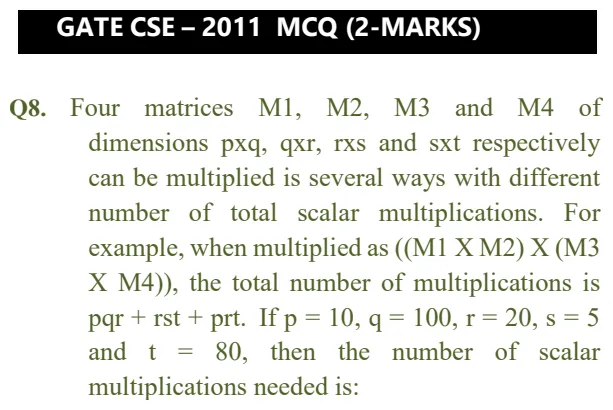 GATE CSE – 2011 MCQ (2-MARKS)
Q8. Four matrices M1, M2, M3 and M4 of
dimensions pxq, qxr, rxs and sxt respectively
can be multiplied is several ways with different
number of total scalar multiplications. For
example, when multiplied as ((M1 X M2) X (M3
X M4)), the total number of multiplications is
pqr + rst + prt. If p = 10, q = 100, r = 20, s = 5
and t = 80, then the number of scalar
multiplications needed is: